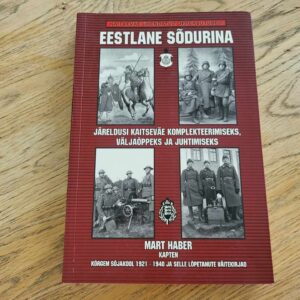 EESTLANE SÕDURINA
JÄRELDUSI KAITSEVÄE KOMPLEKTEERIMISEKS,
VÄLJAÕPPEKS JA JUHTIMISEKS
MART HABER
KAPTEN
KÕRGEM SÕJAKOOL 1921 - 1940 JA SELLE LÕPETANUTE VÄITEKIRJAD